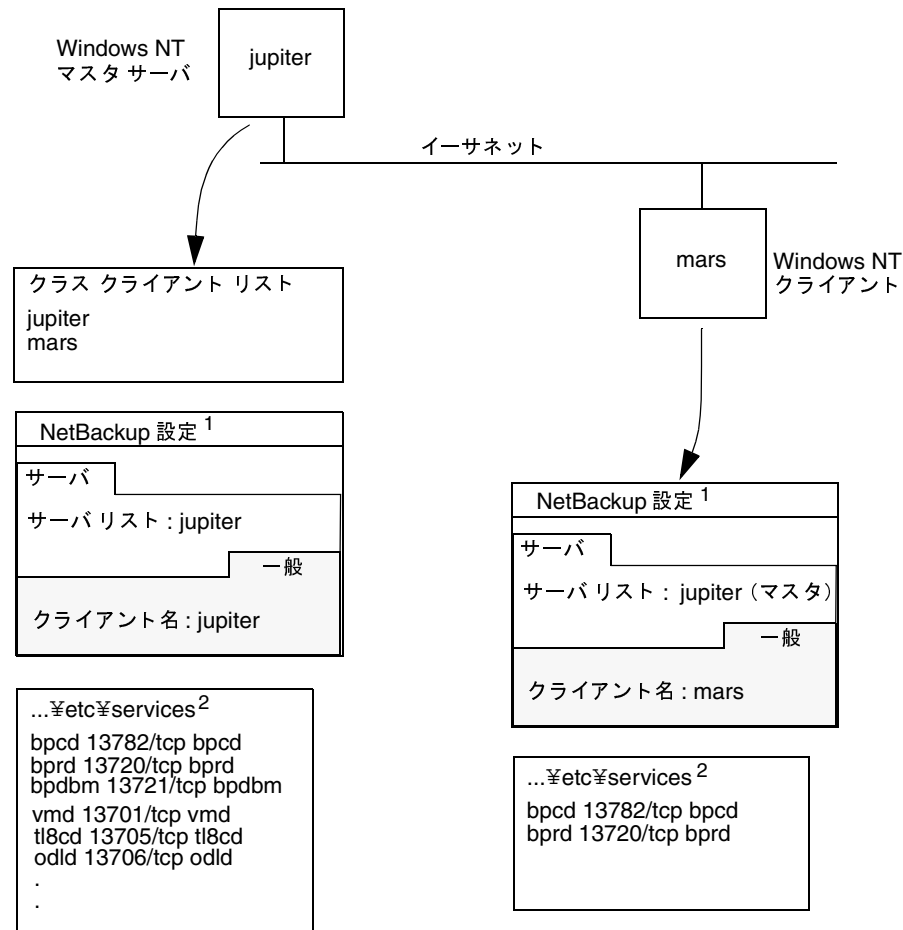 Windows NT
マスタ サーバ
jupiter
イーサネット
mars
Windows NT
クライアント
クラス クライアント リスト
jupiter
mars
NetBackup 設定 1
サーバ
サーバ リスト : jupiter
一般
クライアント名 : jupiter
...¥etc¥services 2
bpcd 13782/tcp bpcd
bprd 13720/tcp bprd
bpdbm 13721/tcp bpdbm
vmd 13701/tcp vmd
tl8cd 13705/tcp tl8cd
odld 13706/tcp odld
.
.
NetBackup 設定 1
サーバ
サーバ リスト : jupiter（マスタ）
一般
クライアント名 : mars
...¥etc¥services 2
bpcd 13782/tcp bpcd
bprd 13720/tcp bprd